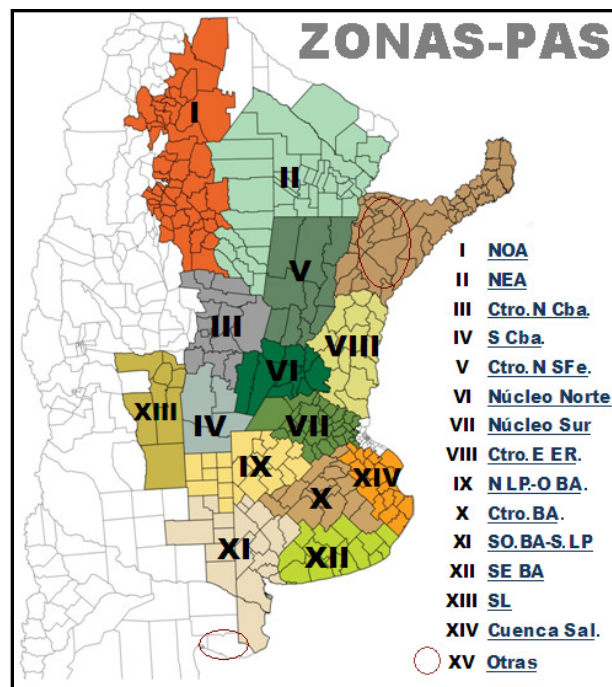 ZONAS-PAS
I
II
V
III
VIII
VI
XIII
IV
VII
IX
XIV
X
XI
XII
I NOA
II NEA
III Ctro.N Cba.
IV S Cba.
V Ctro.N SFe.
VI Núcleo Norte
VII Núcleo Sur
VIII Ctro.E ER.
IX N LP.-O BA.
X Ctro.BA.
XI SO.BA-S.LP
XII SE BA
XIII SL
XIV Cuenca Sal.
XV Otras